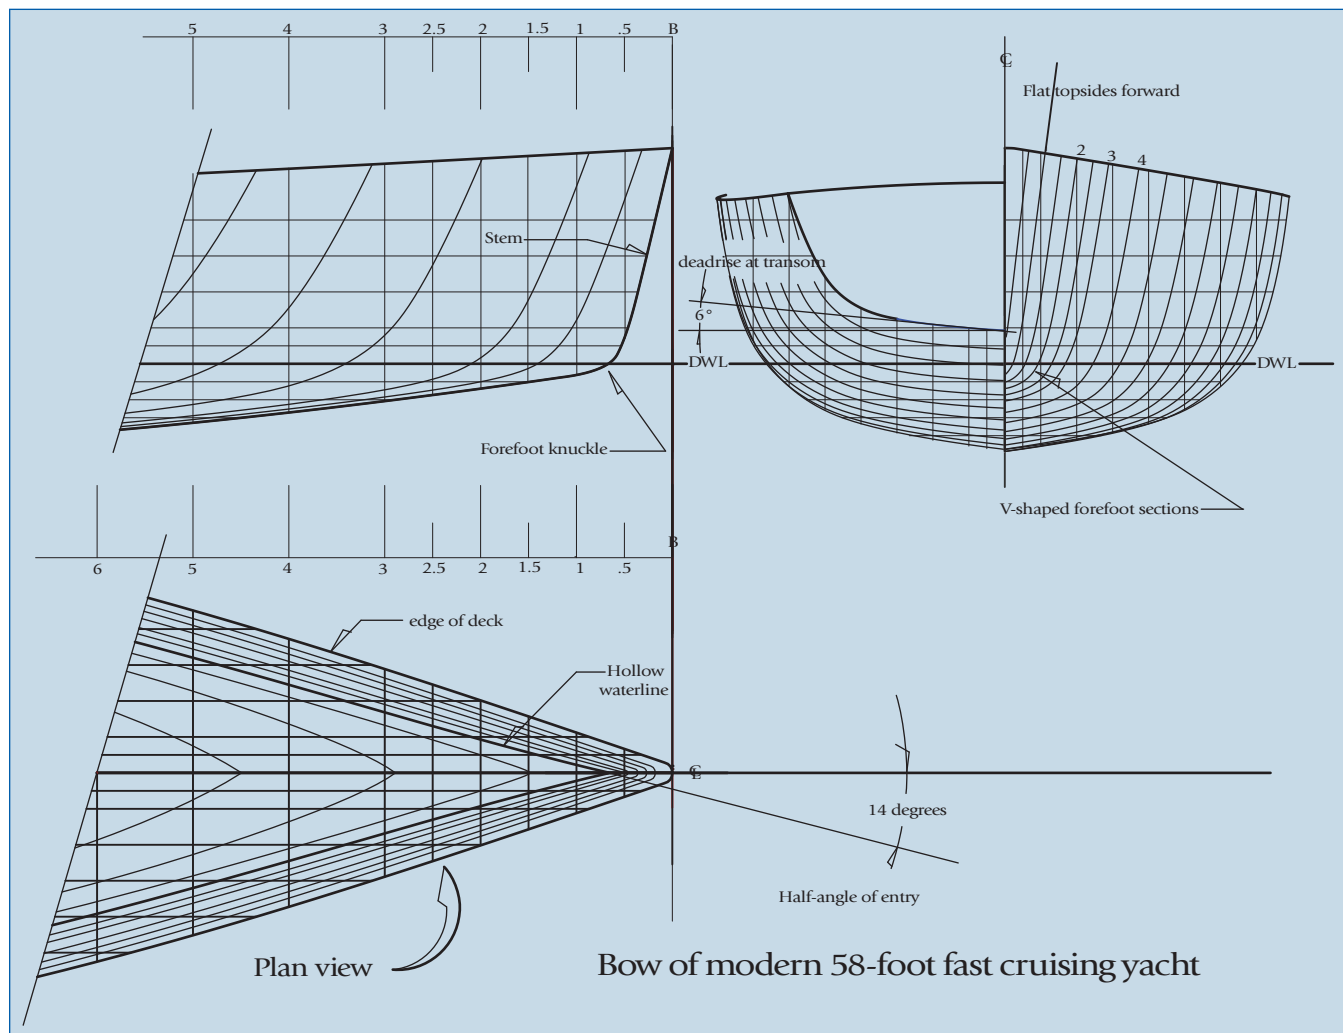 5 4 3 2.5 2 1.5 1 .5 B
℄
Flat topsides forward
2 3 4
Stem
deadrise at transom
6°
DWL
DWL
Forefoot knuckle
V-shaped forefoot sections
B
6 5 4 3 2.5 2 1.5 1 .5
edge of deck
Hollow
waterline
℄
14 degrees
Half-angle of entry
Plan view
Bow of modern 58-foot fast cruising yacht